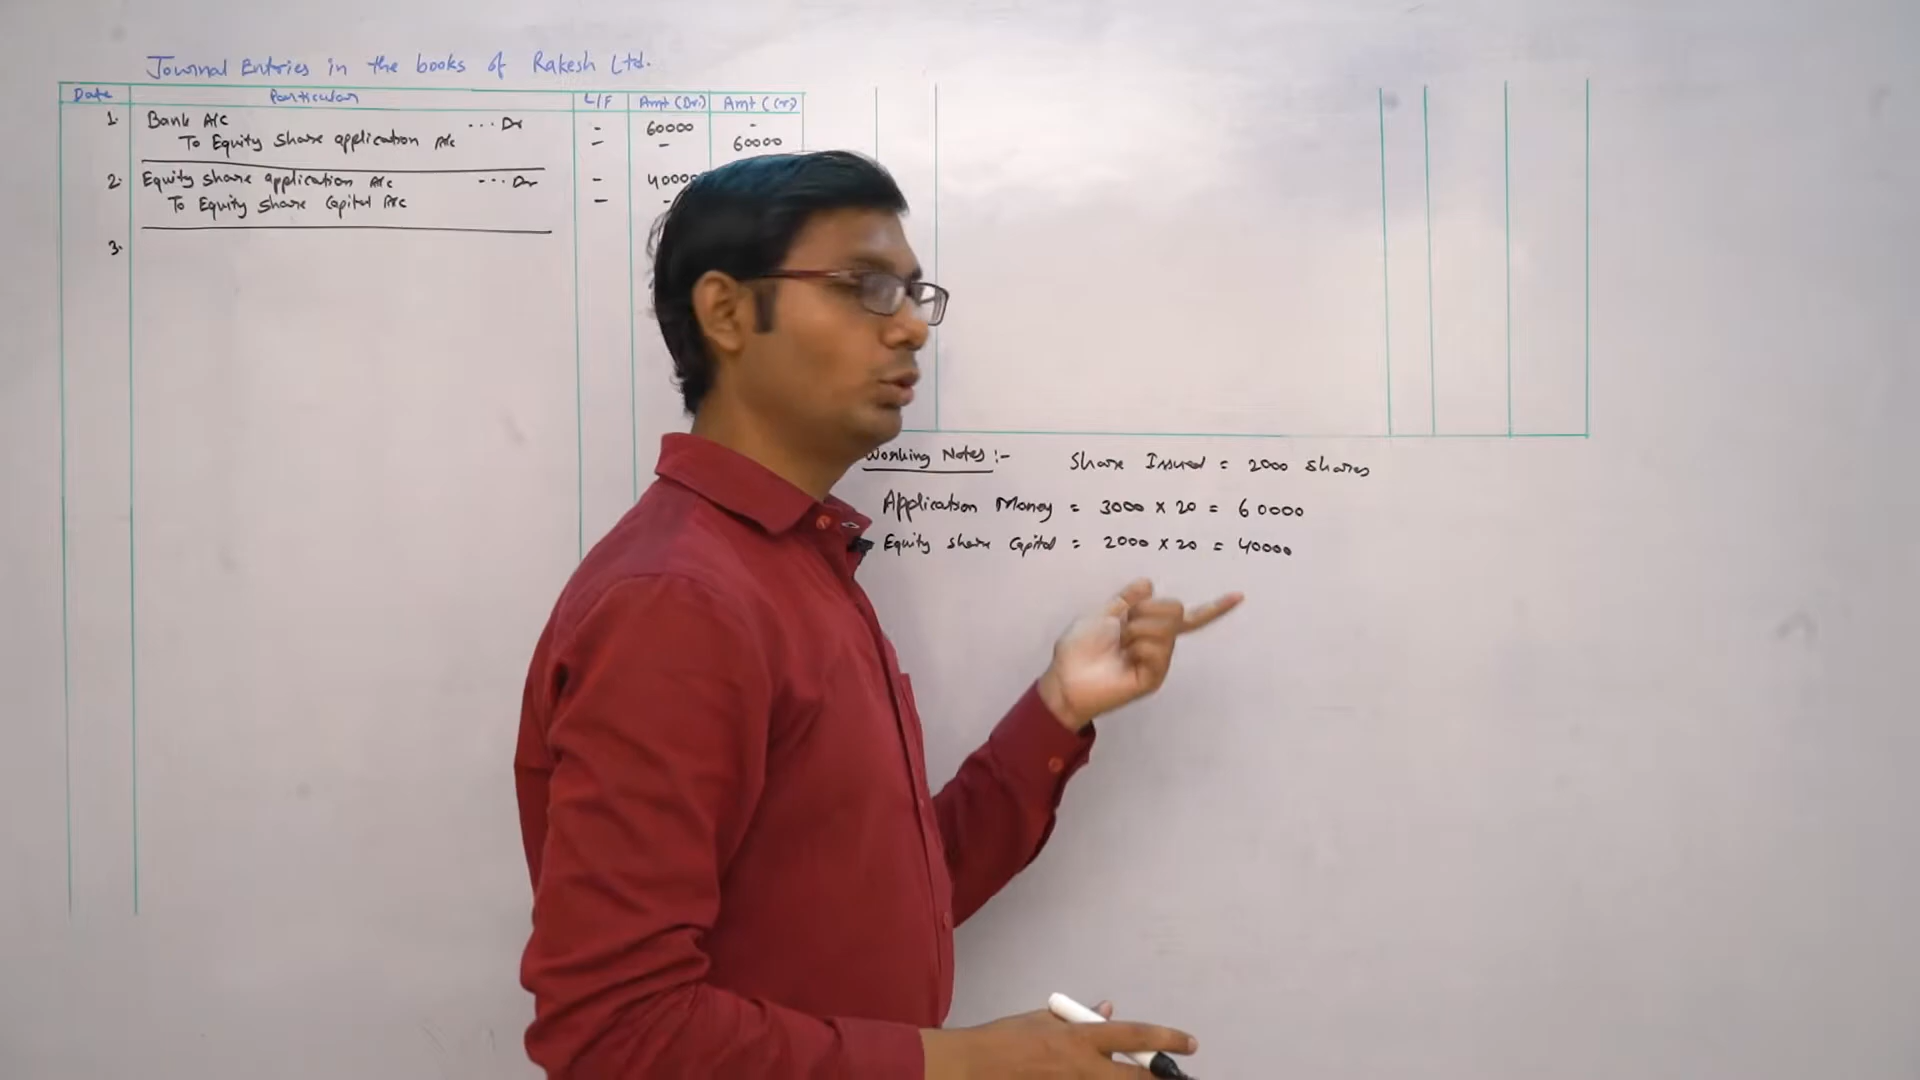 Journal Entries in the books of Rakesh Ltd.
Date Particular L/F Amt (Dr.) Amt (Cr)
1. Bank A/c ... Dr - 60000 -
To Equity share application A/c - - 60000
2. Equity share application A/c ... Dr - 40000
To Equity share Capital A/c - -
3.
Working Notes :- Share Issued = 2000 shares
Application Money = 3000 × 20 = 60000
Equity share Capital = 2000 × 20 = 40000